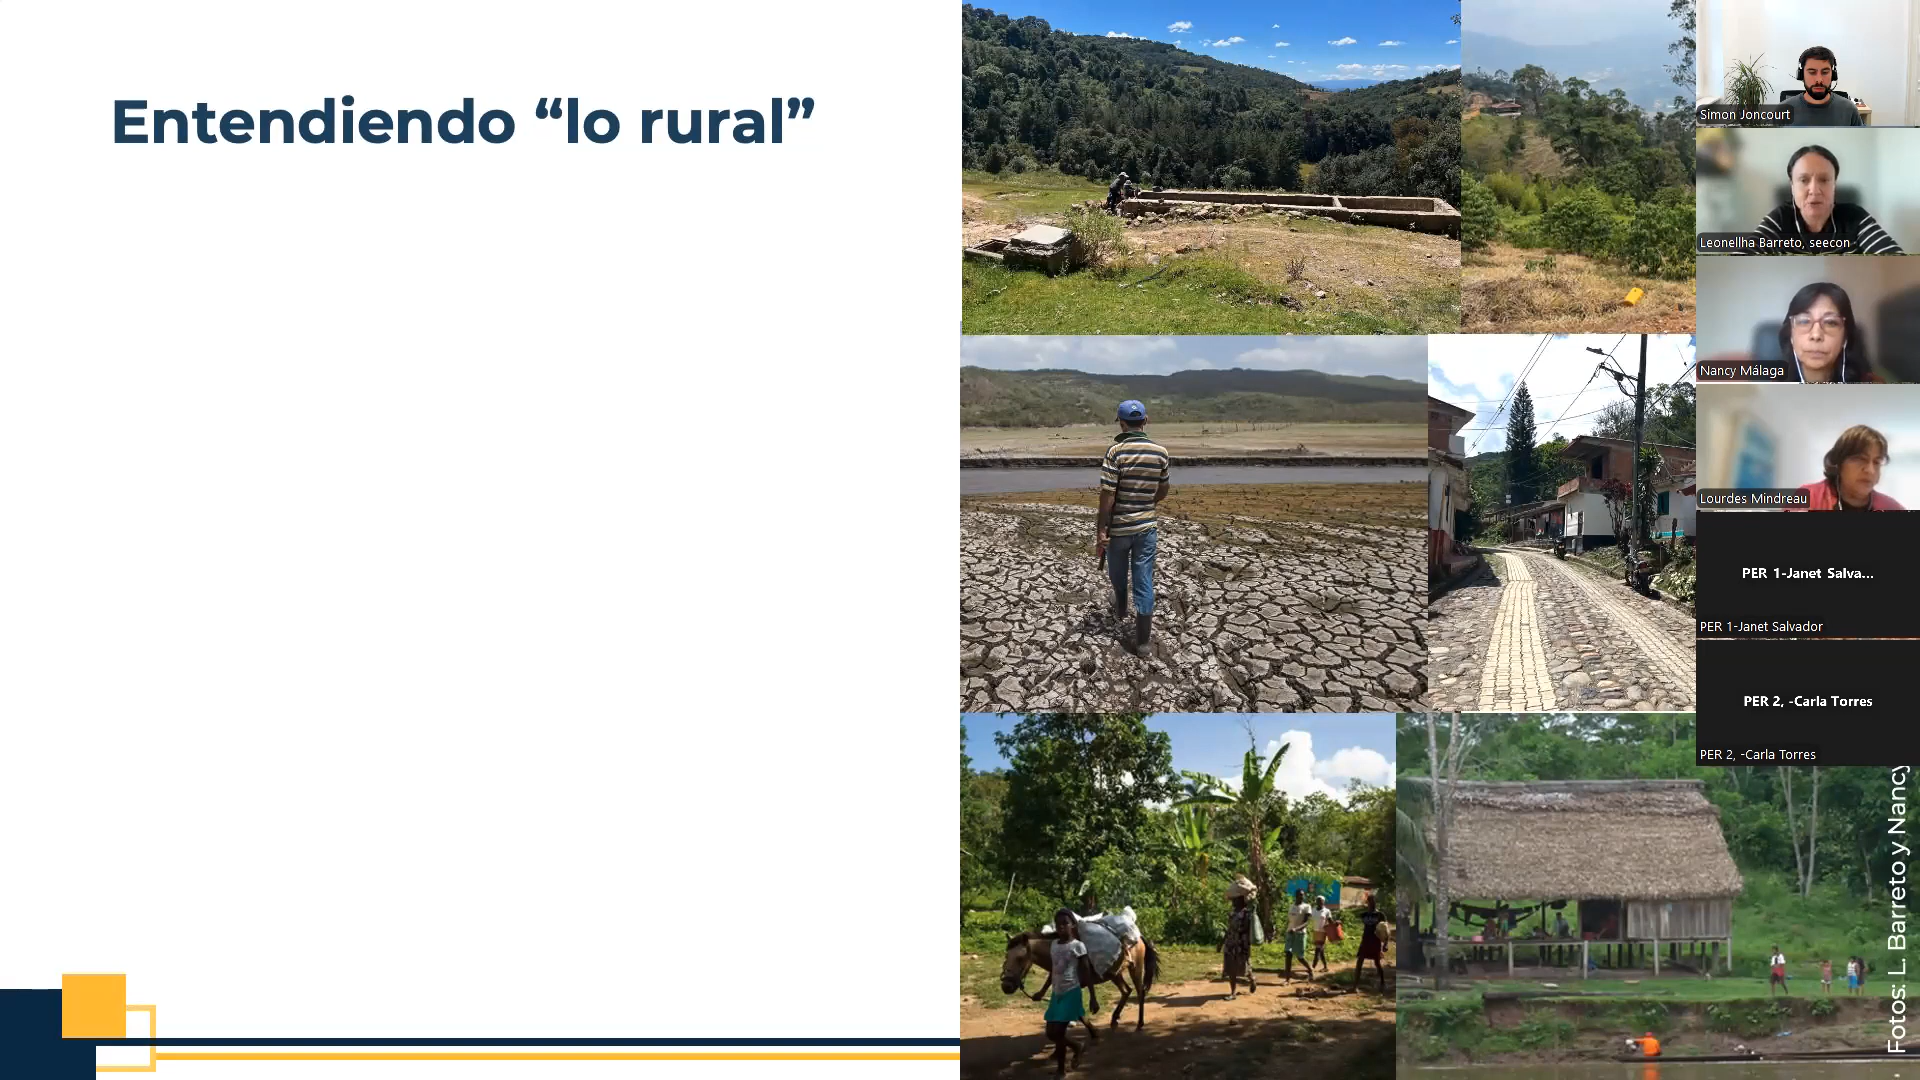 Entendiendo “lo rural”
Simon Joncourt
Leonellha Barreto, seecon
Nancy Málaga
Lourdes Mindreau
PER 1-Janet Salva...
PER 1-Janet Salvador
PER 2, -Carla Torres
PER 2, -Carla Torres
Fotos: L. Barreto y Nancy